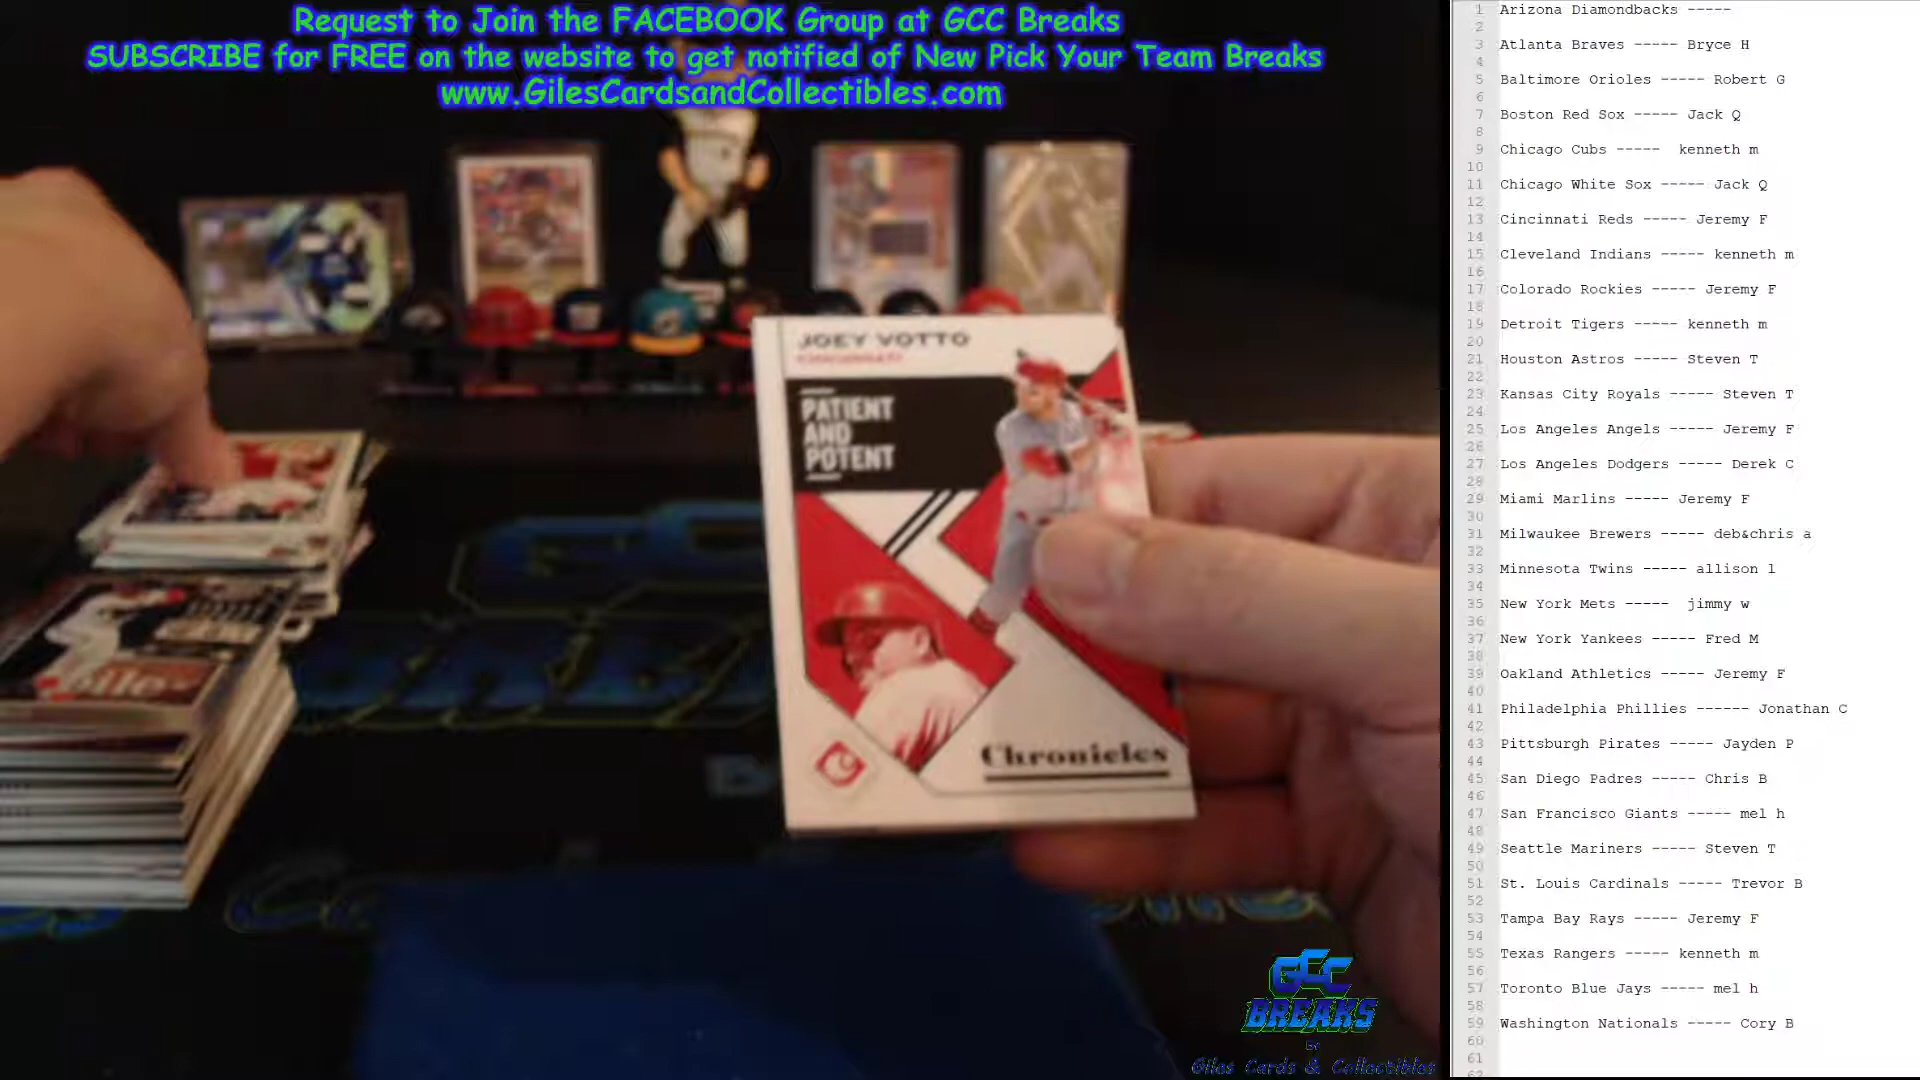 Request to Join the FACEBOOK Group at GCC Breaks
SUBSCRIBE for FREE on the website to get notified of New Pick Your Team Breaks
www.GilesCardsandCollectibles.com
JOEY VOTTO
CINCINNATI
PATIENT
AND
POTENT
Chronicles
GCC
BREAKS
BY
Giles Cards & Collectibles
1 Arizona Diamondbacks -----
2
3 Atlanta Braves ----- Bryce H
4
5 Baltimore Orioles ----- Robert G
6
7 Boston Red Sox ----- Jack Q
8
9 Chicago Cubs -----  kenneth m
10
11 Chicago White Sox ----- Jack Q
12
13 Cincinnati Reds ----- Jeremy F
14
15 Cleveland Indians ----- kenneth m
16
17 Colorado Rockies ----- Jeremy F
18
19 Detroit Tigers ----- kenneth m
20
21 Houston Astros ----- Steven T
22
23 Kansas City Royals ----- Steven T
24
25 Los Angeles Angels ----- Jeremy F
26
27 Los Angeles Dodgers ----- Derek C
28
29 Miami Marlins ----- Jeremy F
30
31 Milwaukee Brewers ----- deb&chris a
32
33 Minnesota Twins ----- allison l
34
35 New York Mets -----  jimmy w
36
37 New York Yankees ----- Fred M
38
39 Oakland Athletics ----- Jeremy F
40
41 Philadelphia Phillies ------ Jonathan C
42
43 Pittsburgh Pirates ----- Jayden P
44
45 San Diego Padres ----- Chris B
46
47 San Francisco Giants ----- mel h
48
49 Seattle Mariners ----- Steven T
50
51 St. Louis Cardinals ----- Trevor B
52
53 Tampa Bay Rays ----- Jeremy F
54
55 Texas Rangers ----- kenneth m
56
57 Toronto Blue Jays ----- mel h
58
59 Washington Nationals ----- Cory B
60
61